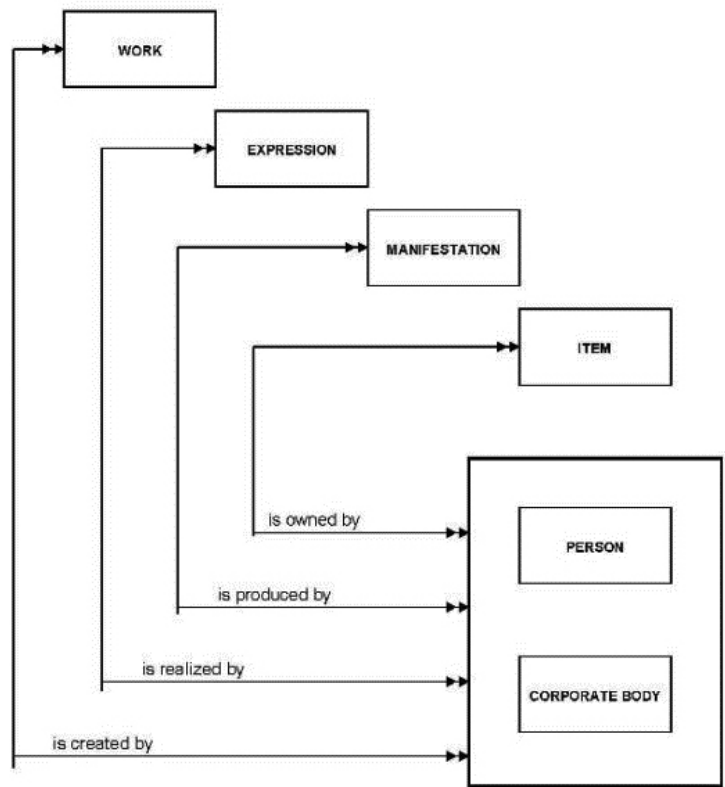 WORK
EXPRESSION
MANIFESTATION
ITEM
is owned by
PERSON
is produced by
is realized by
CORPORATE BODY
is created by